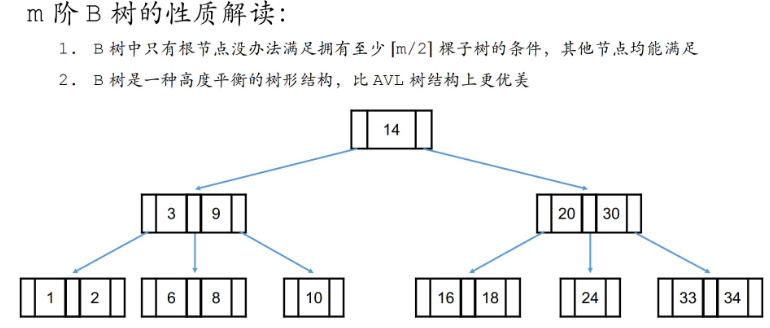 m 阶 B 树的性质解读:
1. B 树中只有根节点没办法满足拥有至少 ⌈m/2⌉ 棵子树的条件，其他节点均能满足
2. B 树是一种高度平衡的树形结构，比 AVL 树结构上更优美
14
3 9 20 30
1 2 6 8 10 16 18 24 33 34